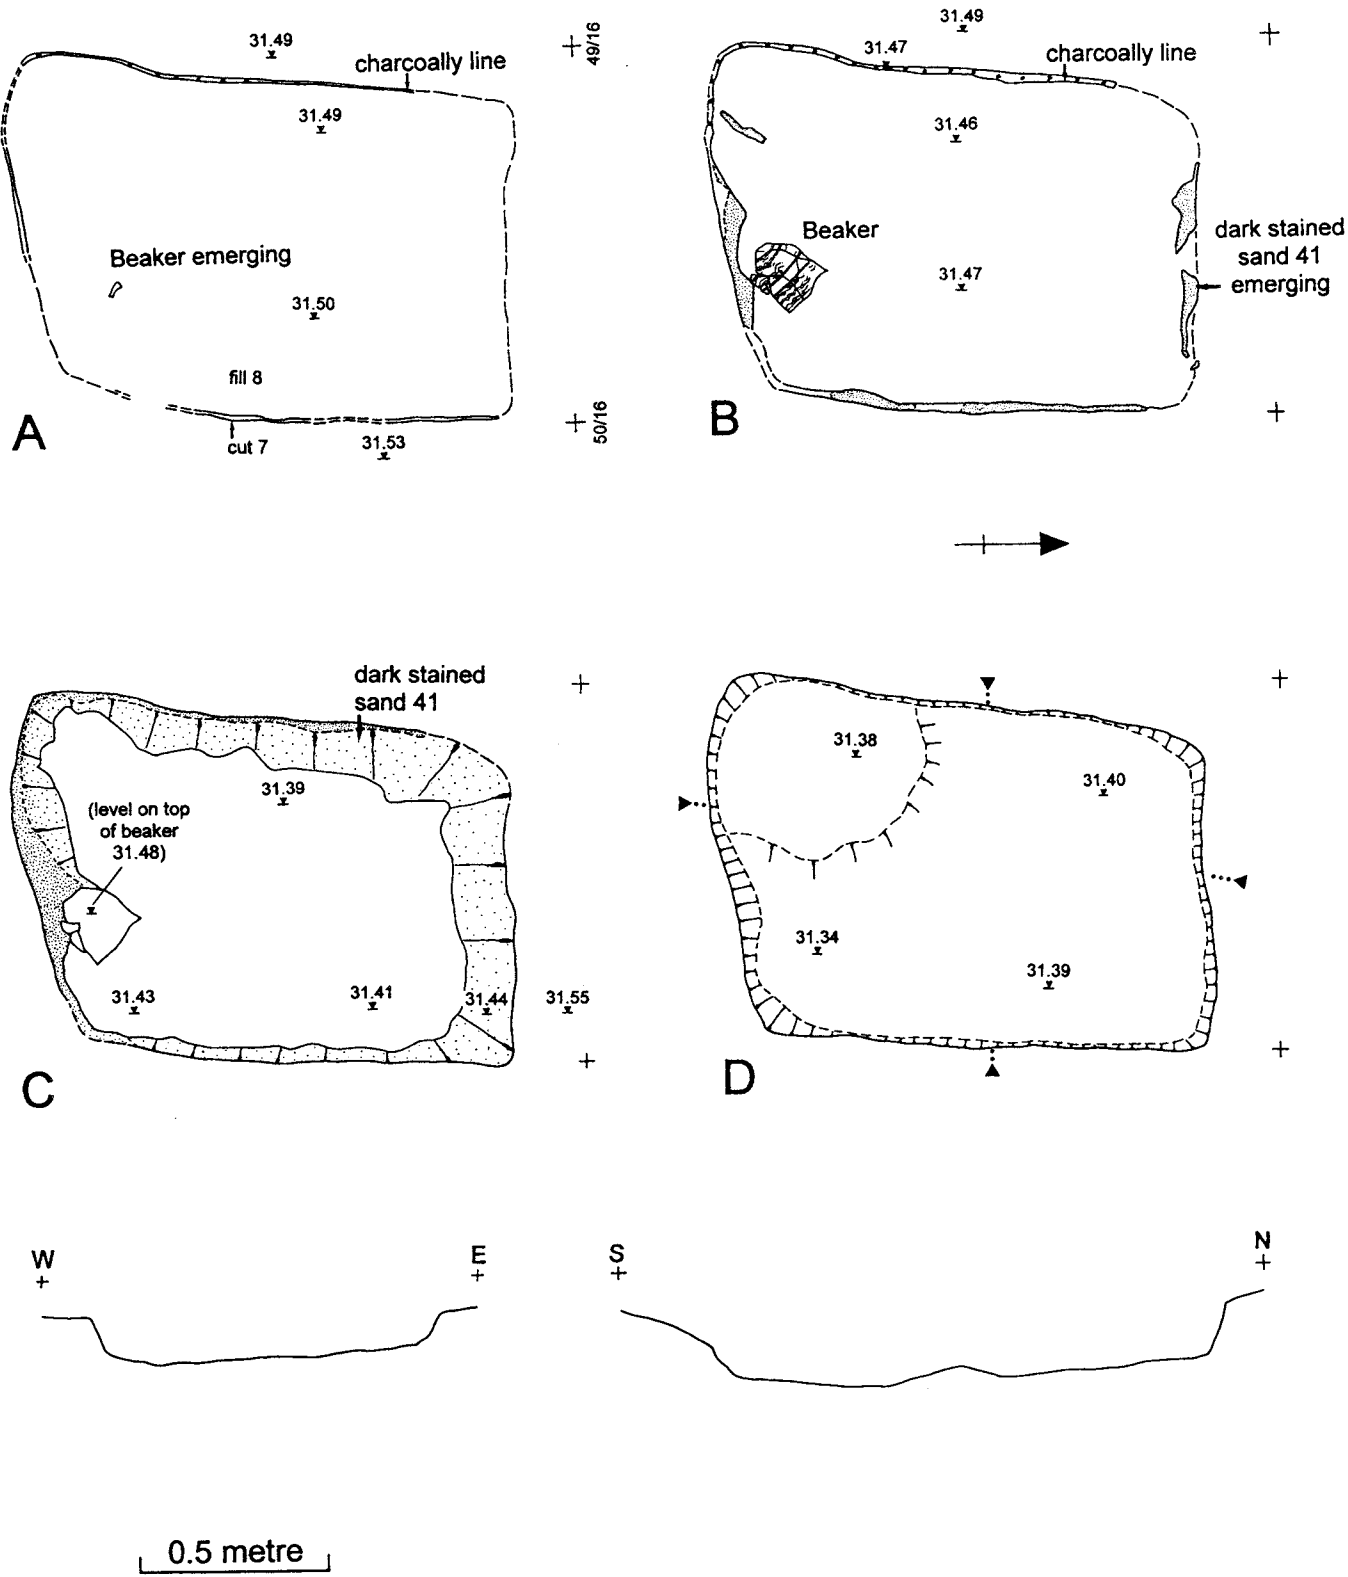 31.49
charcoally line
49/16
31.49
Beaker emerging
31.50
fill 8
A
cut 7
31.53
50/16
31.49
31.47
charcoally line
31.46
Beaker
31.47
dark stained
sand 41
emerging
B
dark stained
sand 41
31.39
(level on top
of beaker
31.48)
31.43
31.41
31.44
31.55
C
31.38
31.40
31.34
31.39
D
W
E
S
N
0.5 metre